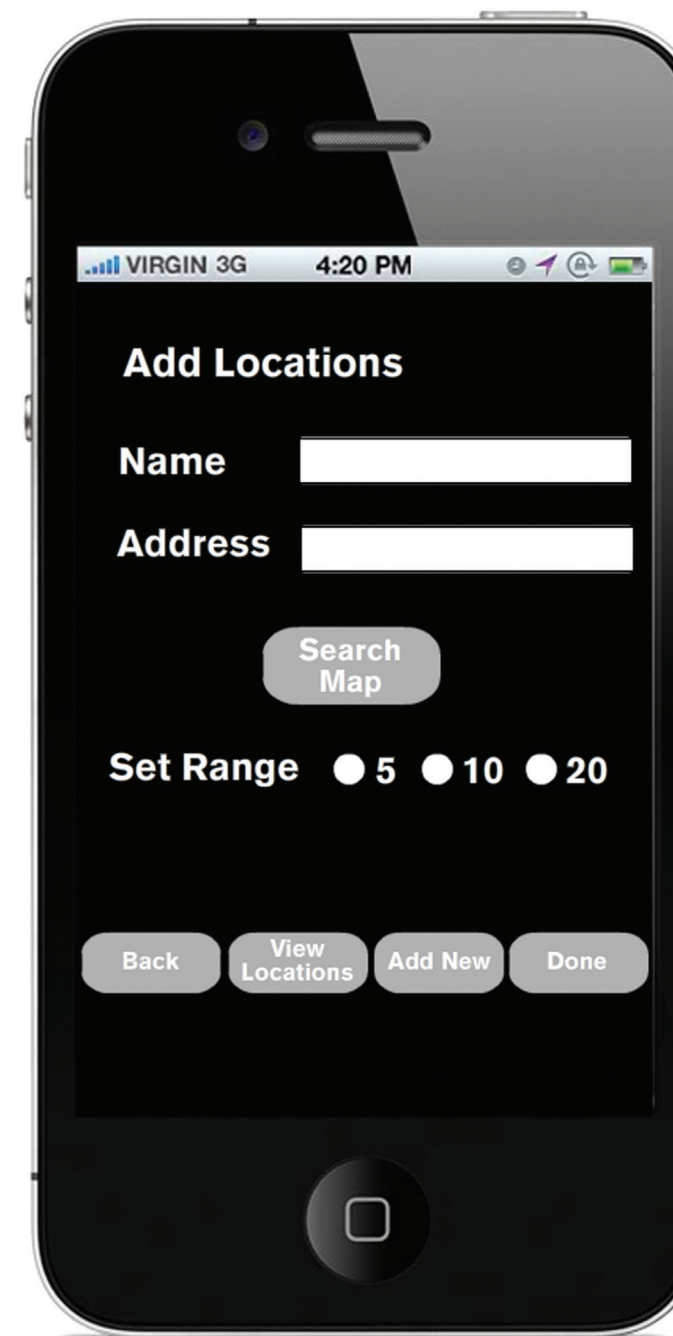 VIRGIN 3G 4:20 PM
Add Locations
Name
Address
Search
Map
Set Range 5 10 20
Back View Locations Add New Done